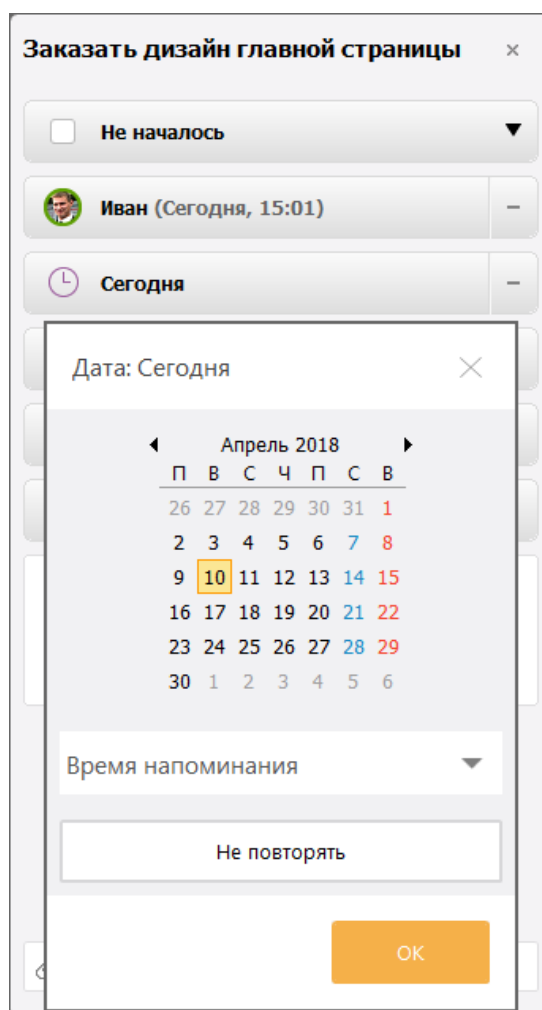 Заказать дизайн главной страницы ×
Не началось
Иван (Сегодня, 15:01) –
Сегодня –
Дата: Сегодня
Апрель 2018
П В С Ч П С В
26 27 28 29 30 31 1
2 3 4 5 6 7 8
9 10 11 12 13 14 15
16 17 18 19 20 21 22
23 24 25 26 27 28 29
30 1 2 3 4 5 6
Время напоминания
Не повторять
ОК